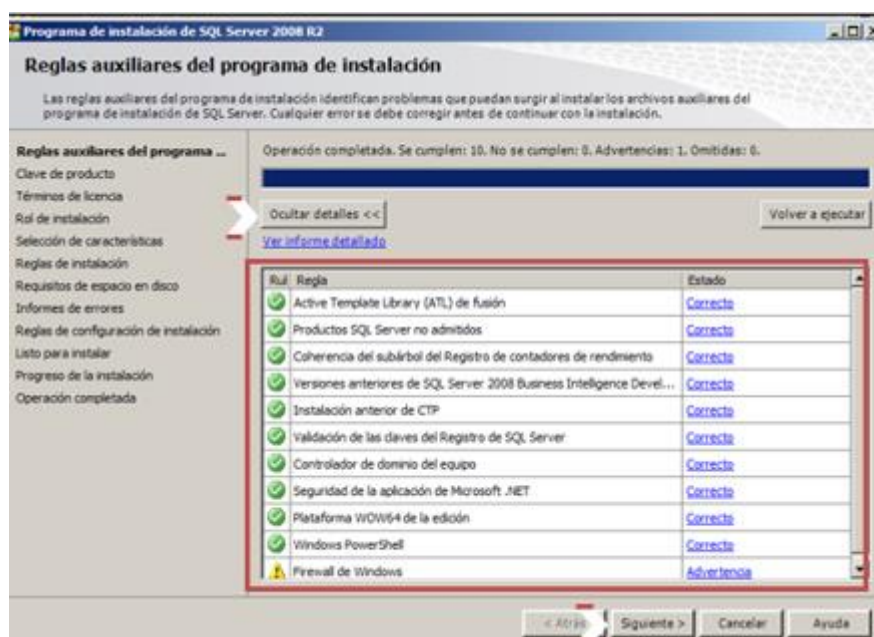 Programa de instalación de SQL Server 2008 R2
Reglas auxiliares del programa de instalación
Las reglas auxiliares del programa de instalación identifican problemas que puedan surgir al instalar los archivos auxiliares del
programa de instalación de SQL Server. Cualquier error se debe corregir antes de continuar con la instalación.
Reglas auxiliares del programa ...
Clave de producto
Términos de licencia
Rol de instalación
Selección de características
Reglas de instalación
Requisitos de espacio en disco
Informes de errores
Reglas de configuración de instalación
Listo para instalar
Progreso de la instalación
Operación completada
Operación completada. Se cumplen: 10. No se cumplen: 0. Advertencias: 1. Omitidas: 0.
Ocultar detalles <<
Volver a ejecutar
Ver informe detallado
Rul Regla Estado
Active Template Library (ATL) de fusión Correcto
Productos SQL Server no admitidos Correcto
Coherencia del subárbol del Registro de contadores de rendimiento Correcto
Versiones anteriores de SQL Server 2008 Business Intelligence Devel... Correcto
Instalación anterior de CTP Correcto
Validación de las claves del Registro de SQL Server Correcto
Controlador de dominio del equipo Correcto
Seguridad de la aplicación de Microsoft .NET Correcto
Plataforma WOW64 de la edición Correcto
Windows PowerShell Correcto
Firewall de Windows Advertencia
< Atrás Siguiente > Cancelar Ayuda